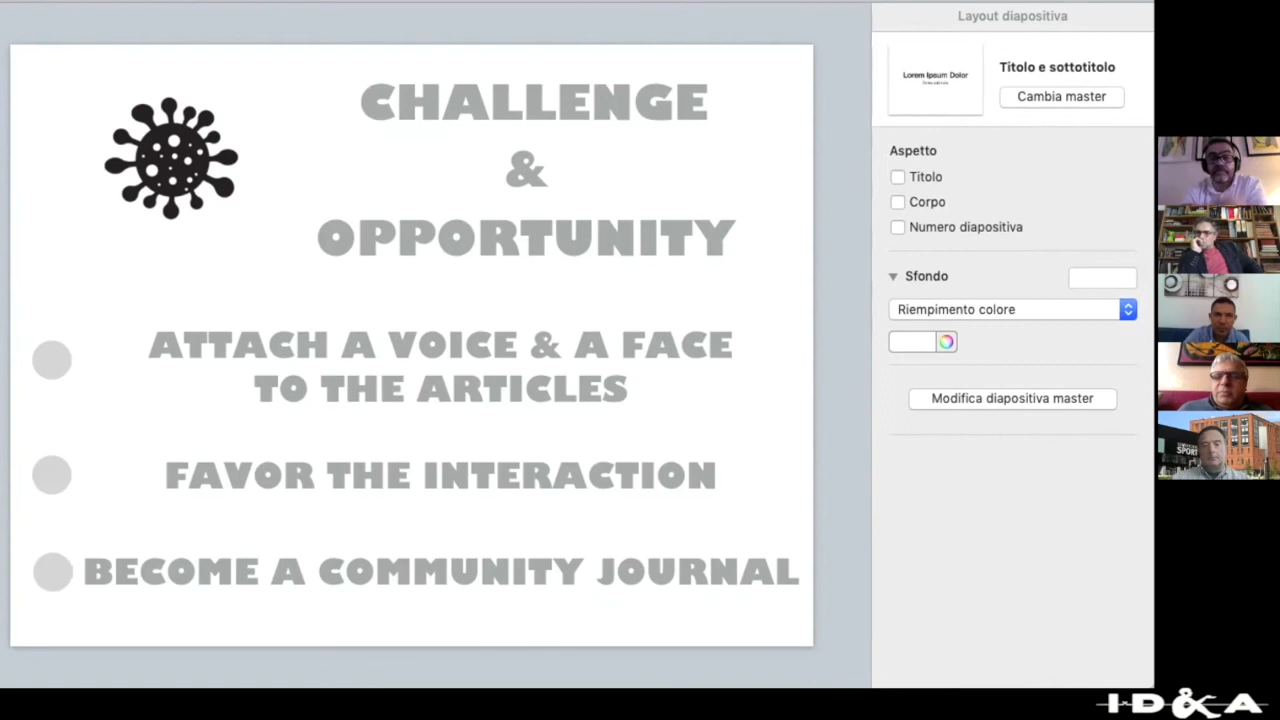 Layout diapositiva
CHALLENGE
&
OPPORTUNITY
ATTACH A VOICE & A FACE
TO THE ARTICLES
FAVOR THE INTERACTION
BECOME A COMMUNITY JOURNAL
Lorem Ipsum Dolor
Titolo e sottotitolo
Cambia master
Aspetto
Titolo
Corpo
Numero diapositiva
Sfondo
Riempimento colore
Modifica diapositiva master
SPORT
ID&A